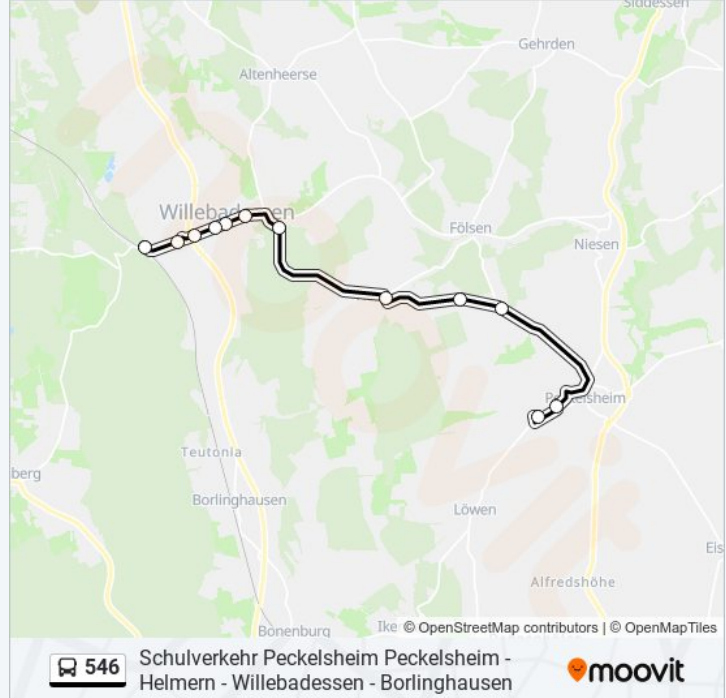 Siddessen
Gehrden
Altenheerse
Willebadessen
Fölsen
Niesen
Peckelsheim
Teutonia
berg
Borlinghausen
Löwen
Eis
Alfredshöhe
Bonenburg
Ike
© OpenStreetMap contributors | © OpenMapTiles
546
Schulverkehr Peckelsheim Peckelsheim -
Helmern - Willebadessen - Borlinghausen
moovit